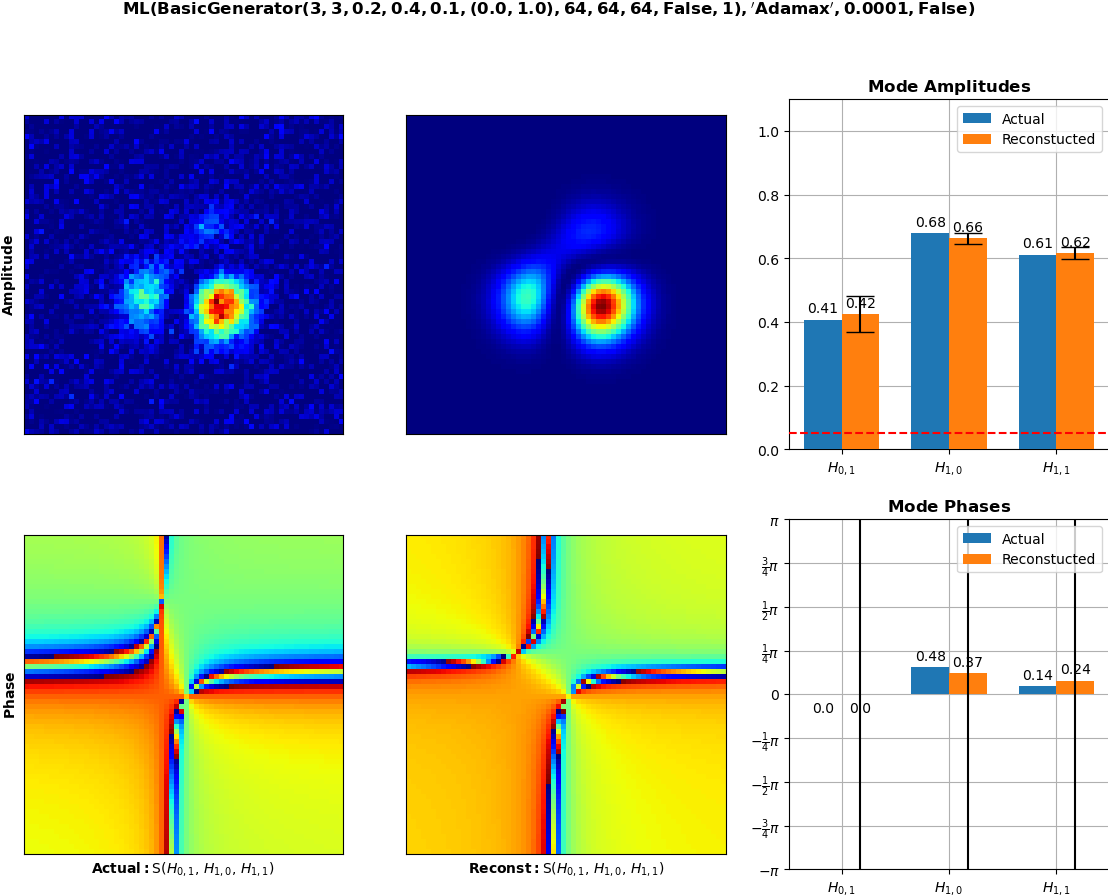 ML(BasicGenerator(3, 3, 0.2, 0.4, 0.1, (0.0, 1.0), 64, 64, 64, False, 1), 'Adamax', 0.0001, False)
Amplitude
Mode Amplitudes
Actual
Reconstucted
1.0
0.8
0.6
0.4
0.2
0.0
0.41
0.42
0.68
0.66
0.61
0.62
H0,1
H1,0
H1,1
Phase
Actual: S(H0,1, H1,0, H1,1)
Reconst: S(H0,1, H1,0, H1,1)
Mode Phases
Actual
Reconstucted
π
3/4π
1/2π
1/4π
0
−1/4π
−1/2π
−3/4π
−π
0.0
0.0
0.48
0.37
0.14
0.24
H0,1
H1,0
H1,1